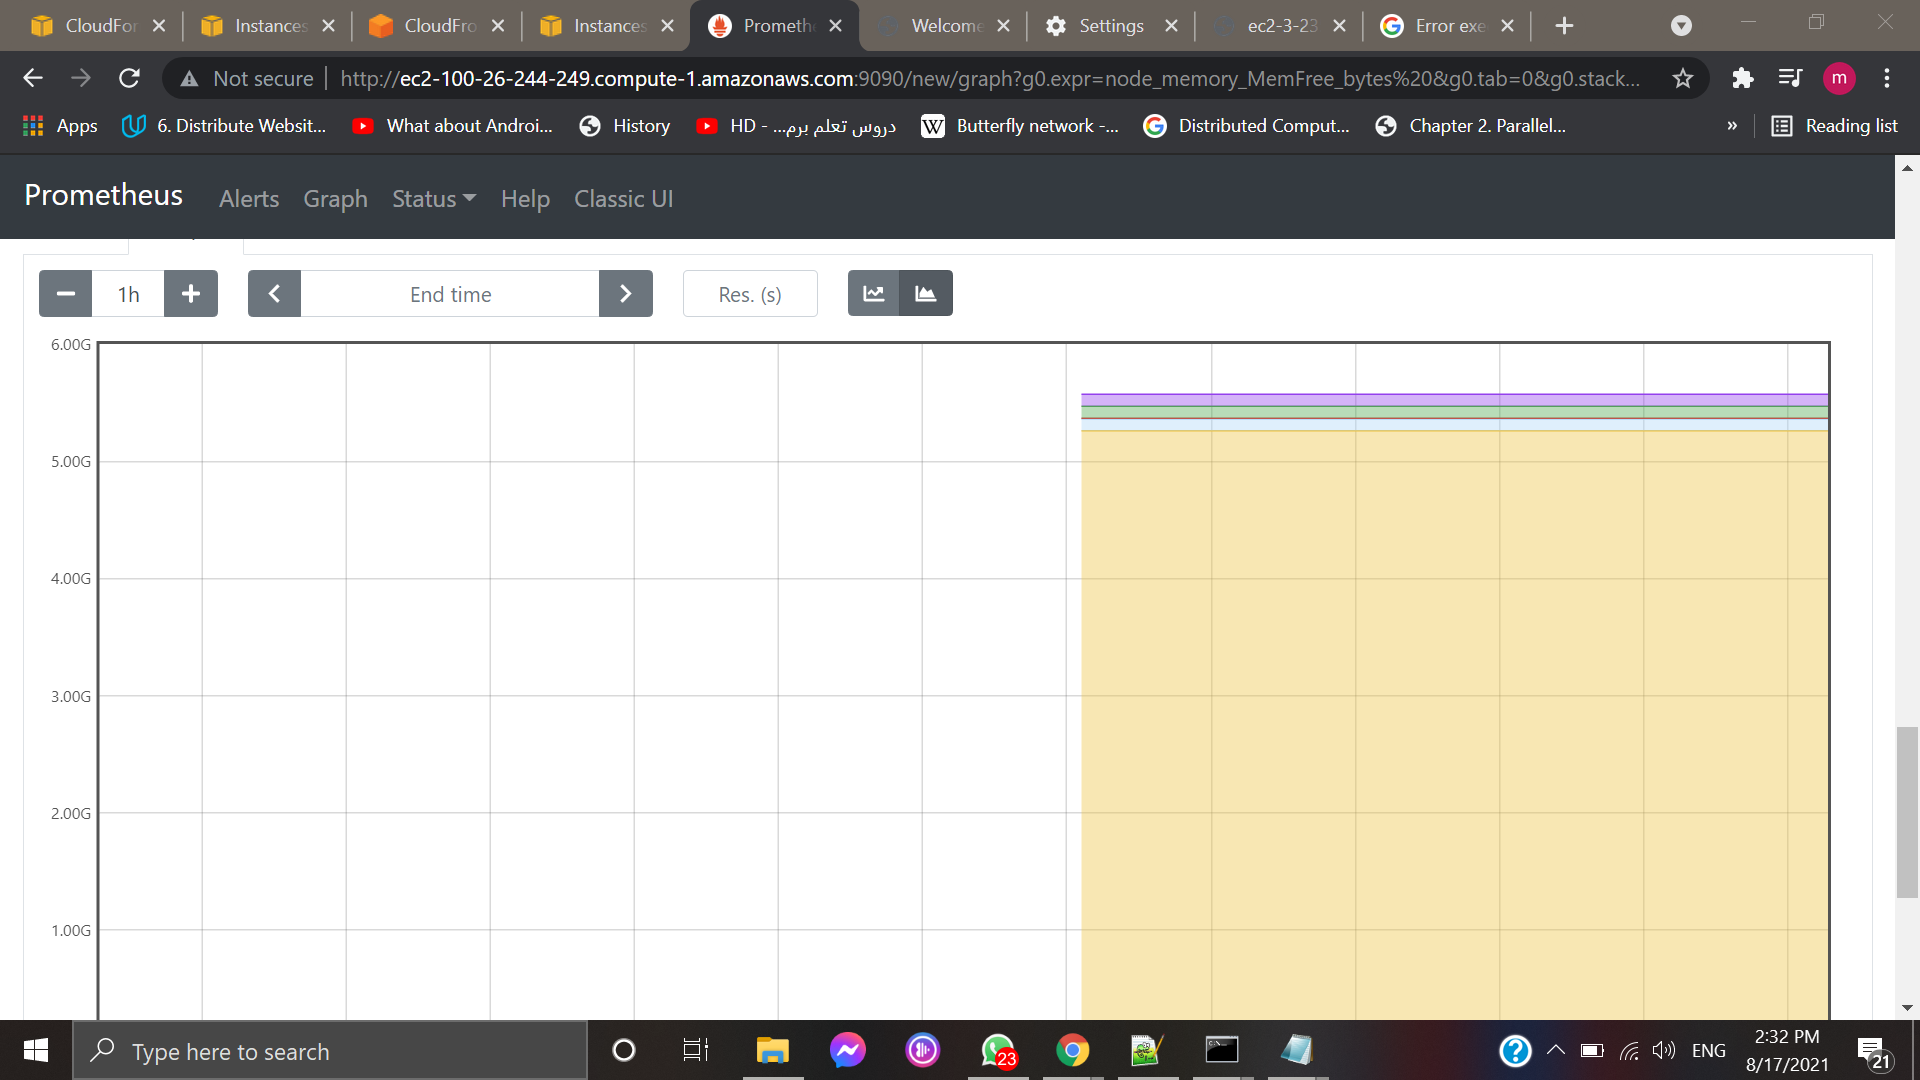 CloudFor Instances CloudFro Instances Prometh Welcome Settings ec2-3-23 Error exe
Not secure http://ec2-100-26-244-249.compute-1.amazonaws.com:9090/new/graph?g0.expr=node_memory_MemFree_bytes%20&g0.tab=0&g0.stack... m
Apps 6. Distribute Websit... What about Androi... History HD - ...دروس تعلم برم W Butterfly network -... Distributed Comput... Chapter 2. Parallel... » Reading list
Prometheus Alerts Graph Status Help Classic UI
1h End time Res. (s)
6.00G
5.00G
4.00G
3.00G
2.00G
1.00G
Type here to search 23 ENG 2:32 PM
8/17/2021 21